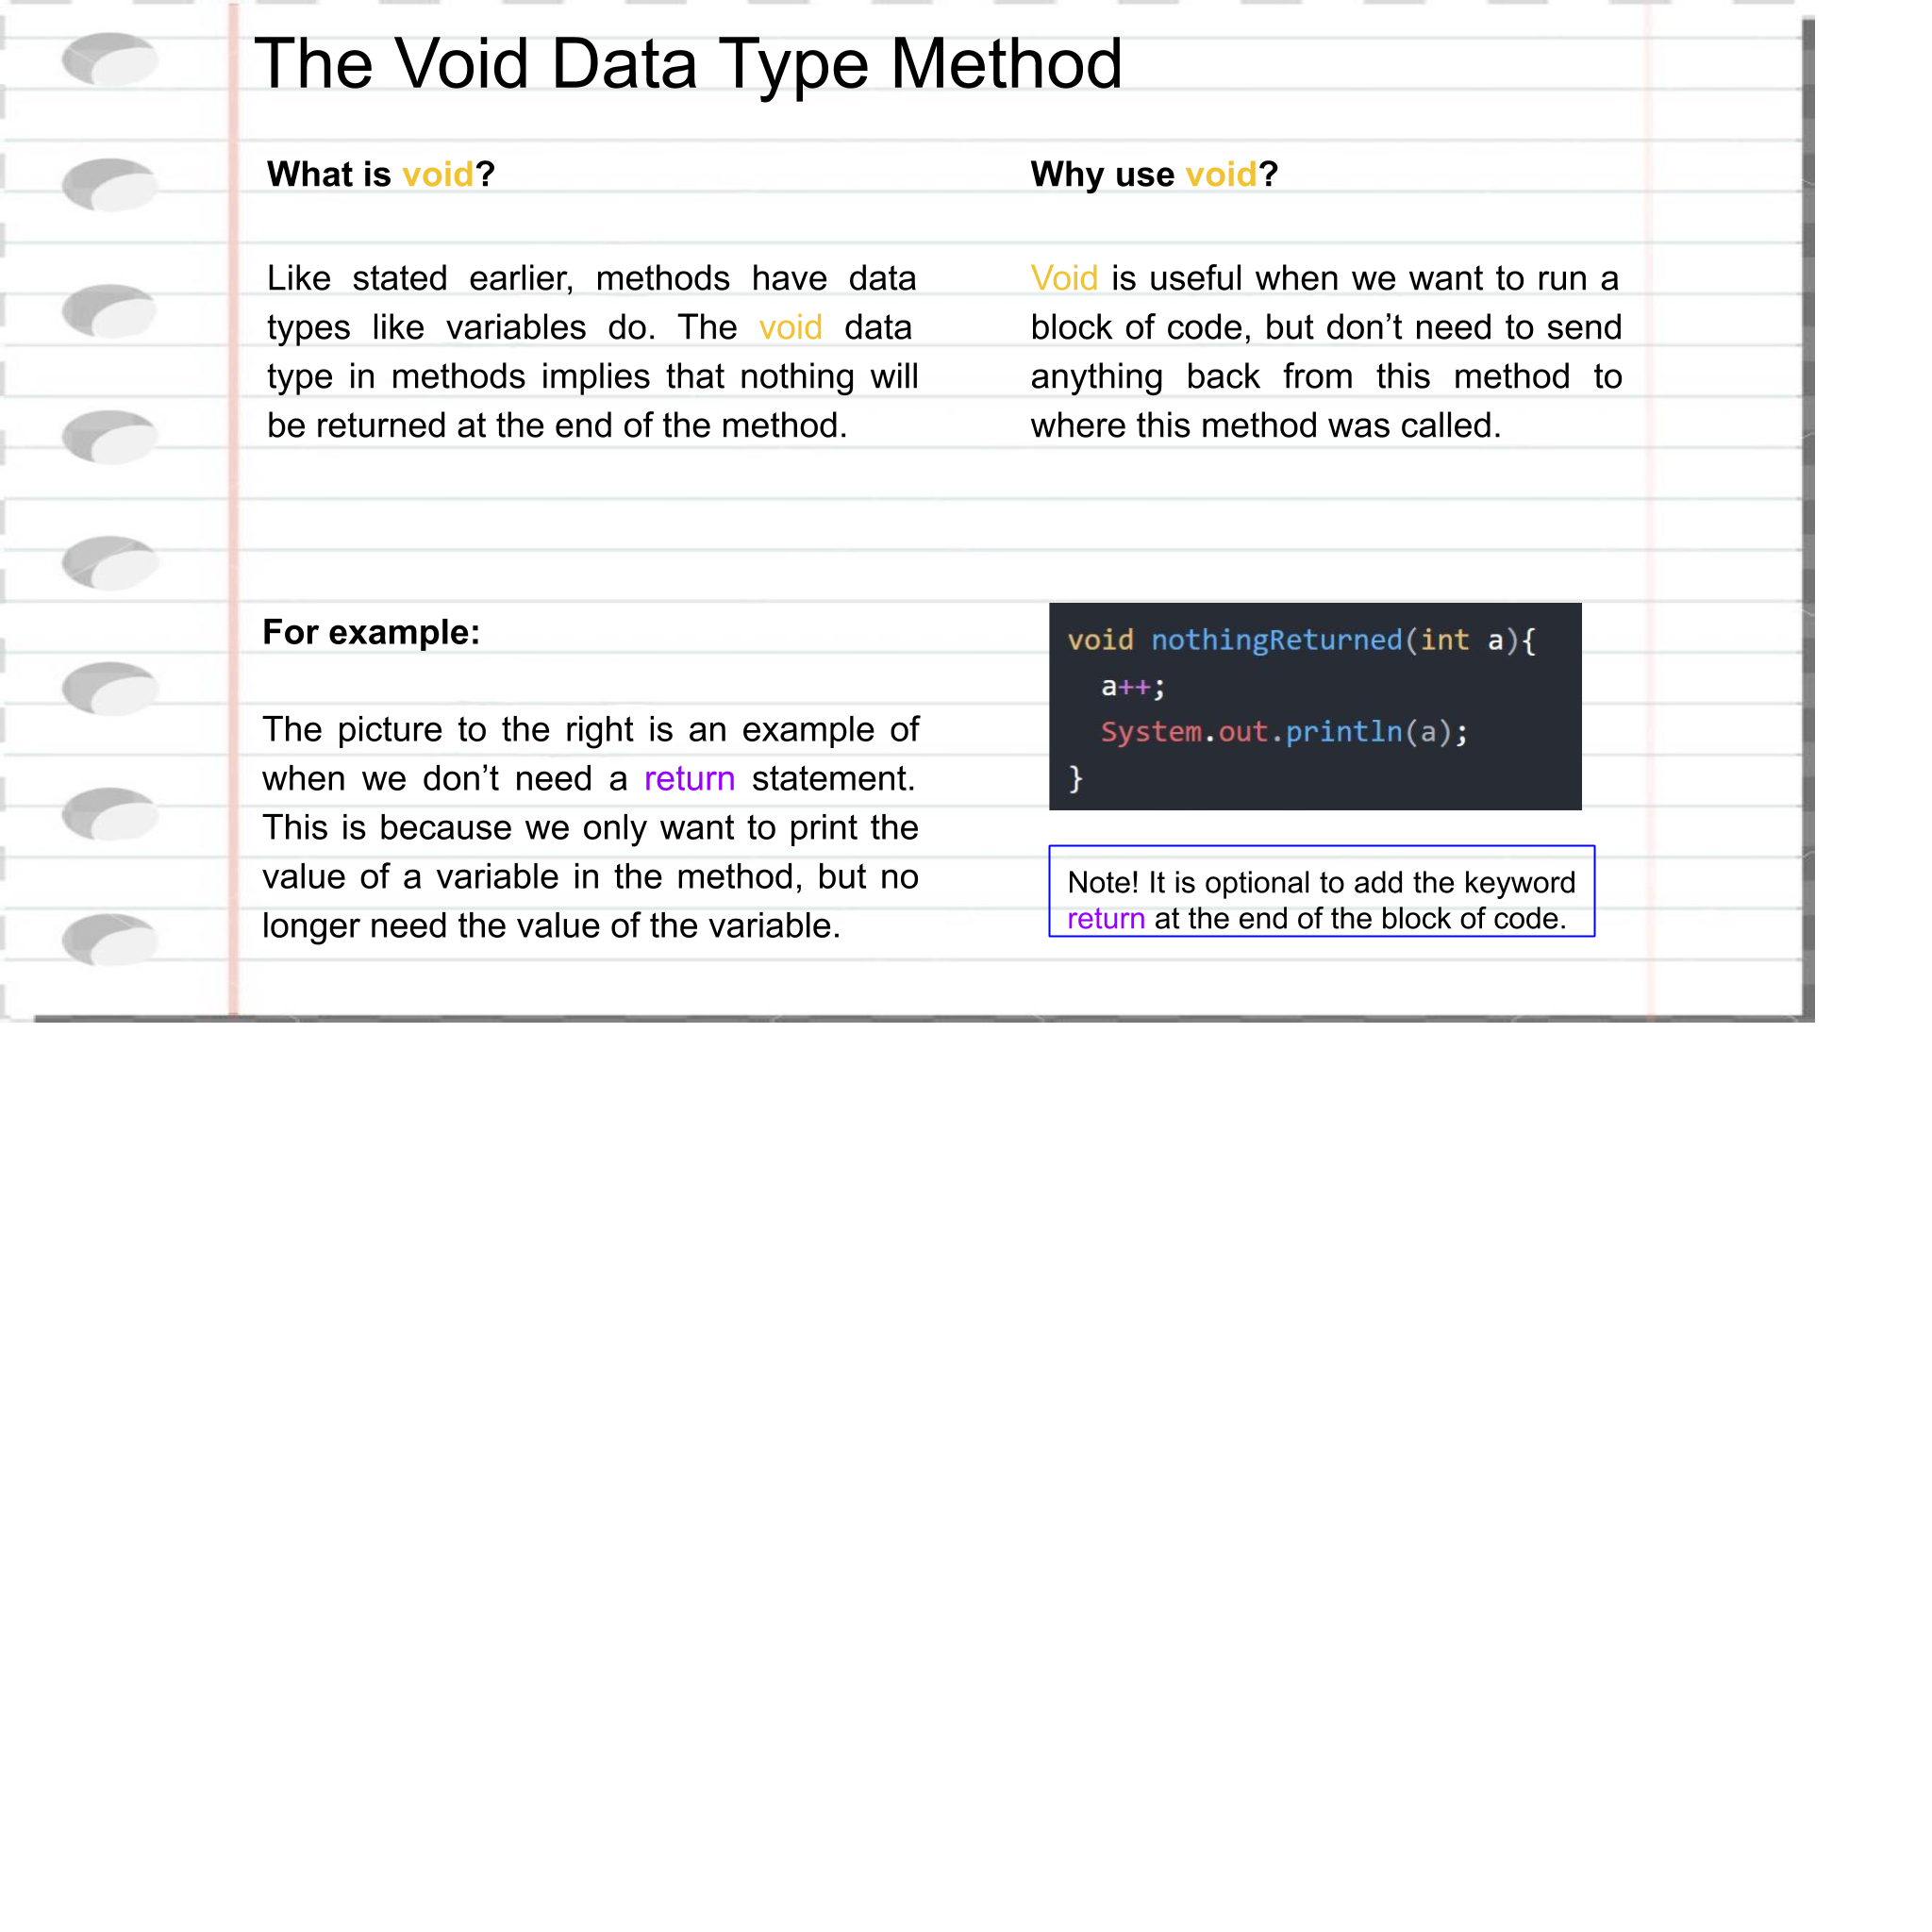 The Void Data Type Method
What is void?
Like stated earlier, methods have data
types like variables do. The void data
type in methods implies that nothing will
be returned at the end of the method.
Why use void?
Void is useful when we want to run a
block of code, but don’t need to send
anything back from this method to
where this method was called.
For example:
The picture to the right is an example of
when we don’t need a return statement.
This is because we only want to print the
value of a variable in the method, but no
longer need the value of the variable.
void nothingReturned(int a){
  a++;
  System.out.println(a);
}
Note! It is optional to add the keyword
return at the end of the block of code.